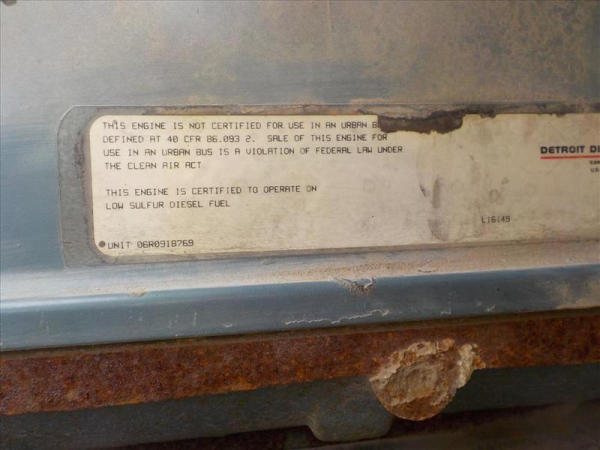 THIS ENGINE IS NOT CERTIFIED FOR USE IN AN URBAN B
DEFINED AT 40 CFR 86.093 2. SALE OF THIS ENGINE FOR
USE IN AN URBAN BUS IS A VIOLATION OF FEDERAL LAW UNDER
THE CLEAN AIR ACT
THIS ENGINE IS CERTIFIED TO OPERATE ON
LOW SULFUR DIESEL FUEL
DETROIT DI
L16149
UNIT 06R0918769